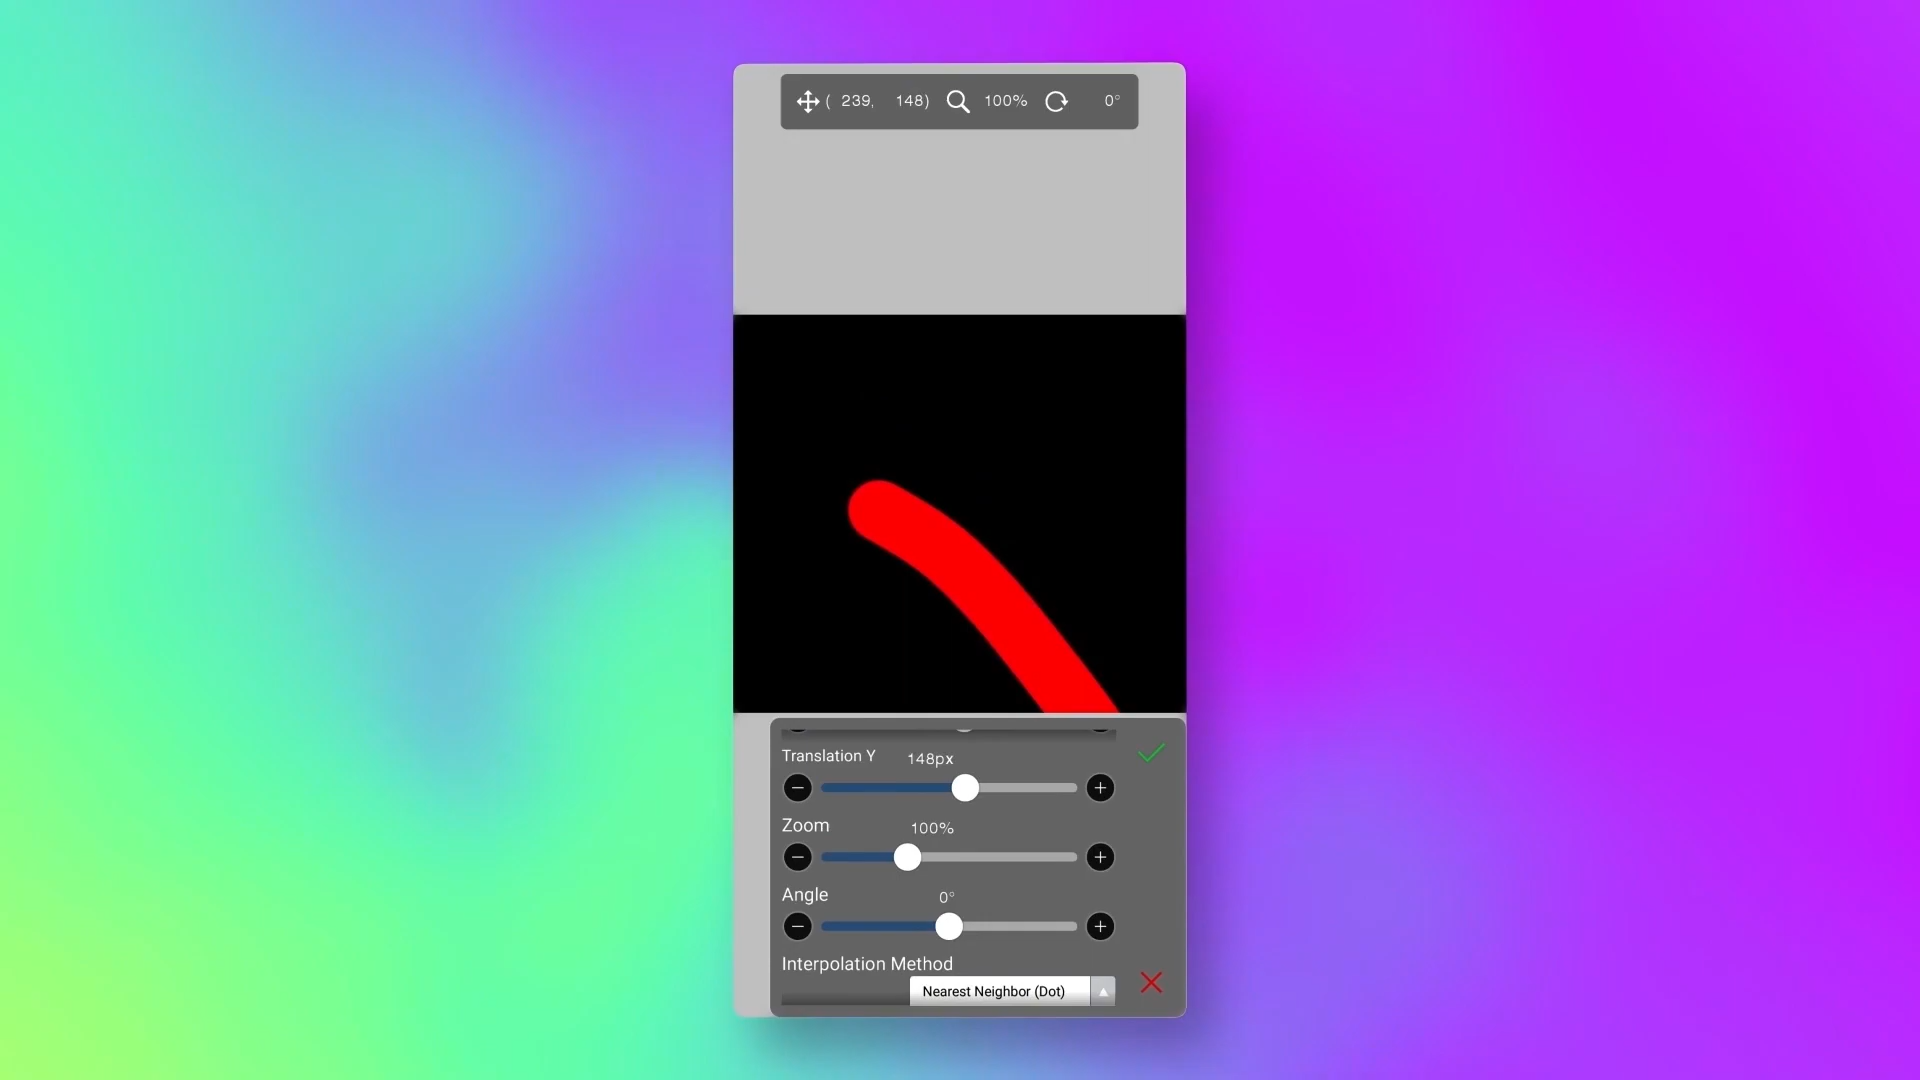 ( 239, 148) 100% 0°
Translation Y 148px
Zoom 100%
Angle 0°
Interpolation Method
Nearest Neighbor (Dot)